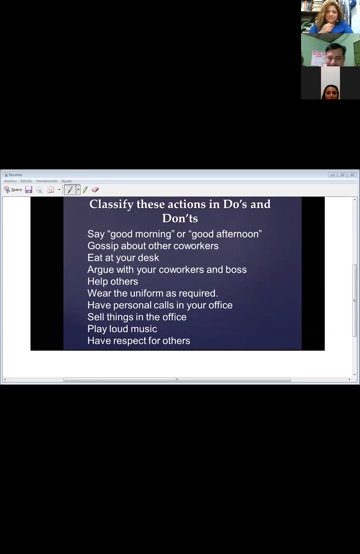 Recortes
Nuevo
Classify these actions in Do's and
Don'ts
Say “good morning” or “good afternoon”
Gossip about other coworkers
Eat at your desk
Argue with your coworkers and boss
Help others
Wear the uniform as required.
Have personal calls in your office
Sell things in the office
Play loud music
Have respect for others